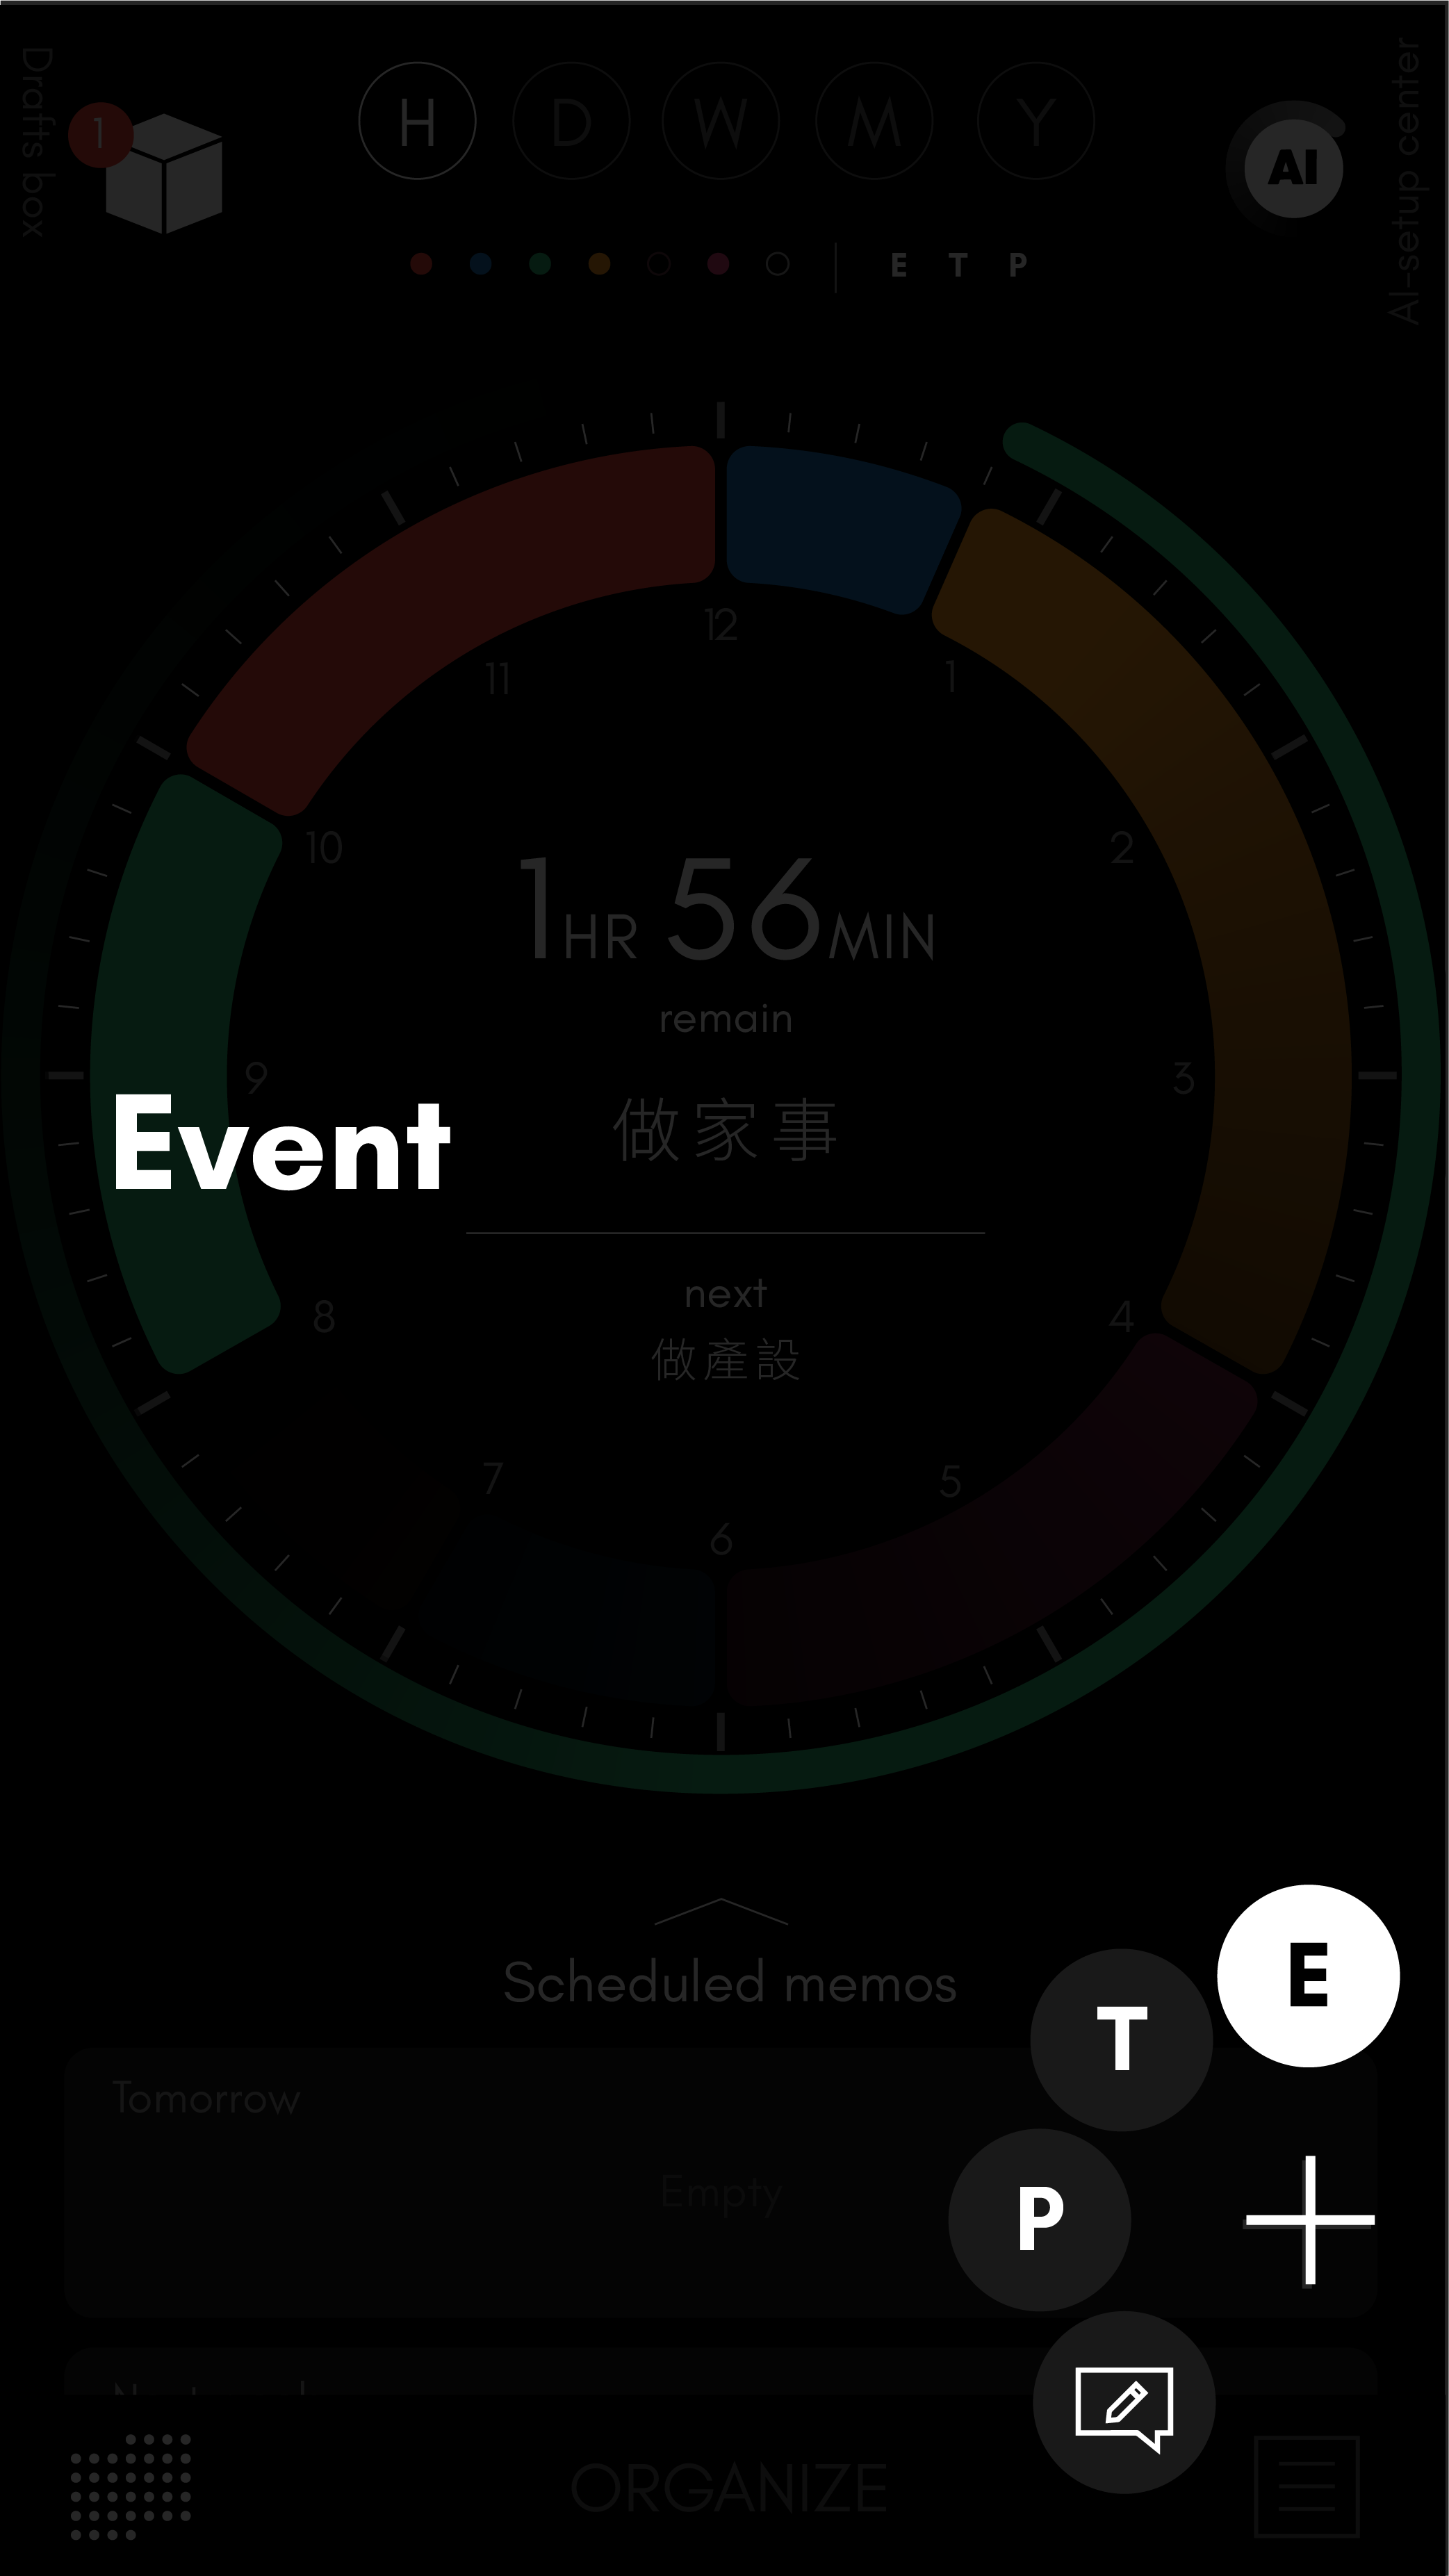 Drafts box
1
H D W M Y
AI
AI-setup center
E T P
12
11
1
10
2
1HR 56MIN
remain
9
3
做家事
Event
next
8
4
做產設
7
5
6
Scheduled memos
E
T
Tomorrow
Empty
P
ORGANIZE